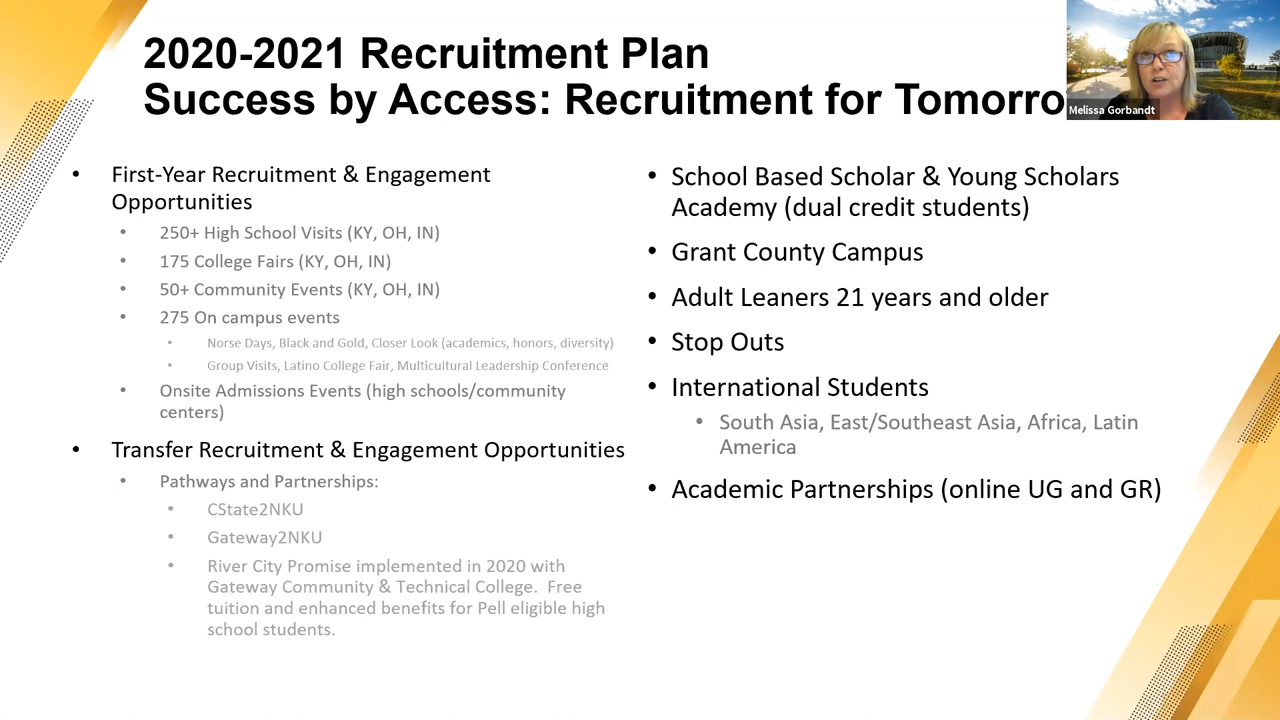 2020-2021 Recruitment Plan
Success by Access: Recruitment for Tomorro
Melissa Gorbandt
• First-Year Recruitment & Engagement
Opportunities
• 250+ High School Visits (KY, OH, IN)
• 175 College Fairs (KY, OH, IN)
• 50+ Community Events (KY, OH, IN)
• 275 On campus events
• Norse Days, Black and Gold, Closer Look (academics, honors, diversity)
• Group Visits, Latino College Fair, Multicultural Leadership Conference
• Onsite Admissions Events (high schools/community
centers)
• Transfer Recruitment & Engagement Opportunities
• Pathways and Partnerships:
• CState2NKU
• Gateway2NKU
• River City Promise implemented in 2020 with
Gateway Community & Technical College. Free
tuition and enhanced benefits for Pell eligible high
school students.
• School Based Scholar & Young Scholars
Academy (dual credit students)
• Grant County Campus
• Adult Leaners 21 years and older
• Stop Outs
• International Students
• South Asia, East/Southeast Asia, Africa, Latin
America
• Academic Partnerships (online UG and GR)